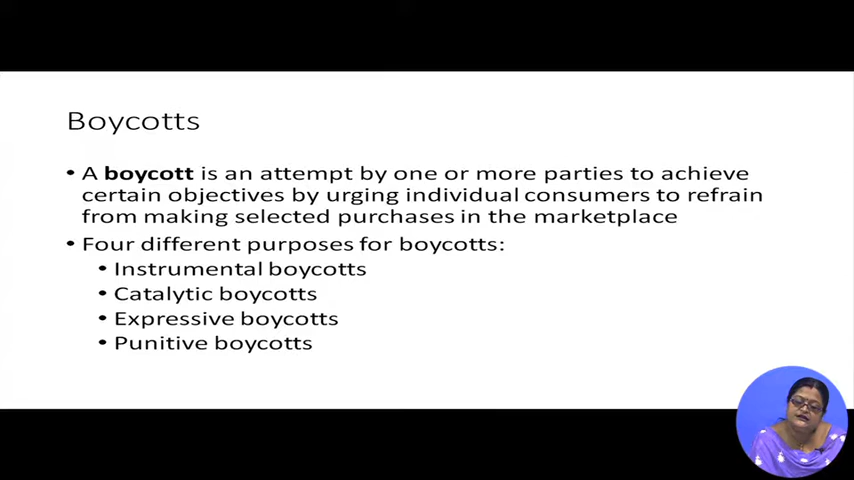 Boycotts
• A boycott is an attempt by one or more parties to achieve
certain objectives by urging individual consumers to refrain
from making selected purchases in the marketplace
• Four different purposes for boycotts:
• Instrumental boycotts
• Catalytic boycotts
• Expressive boycotts
• Punitive boycotts